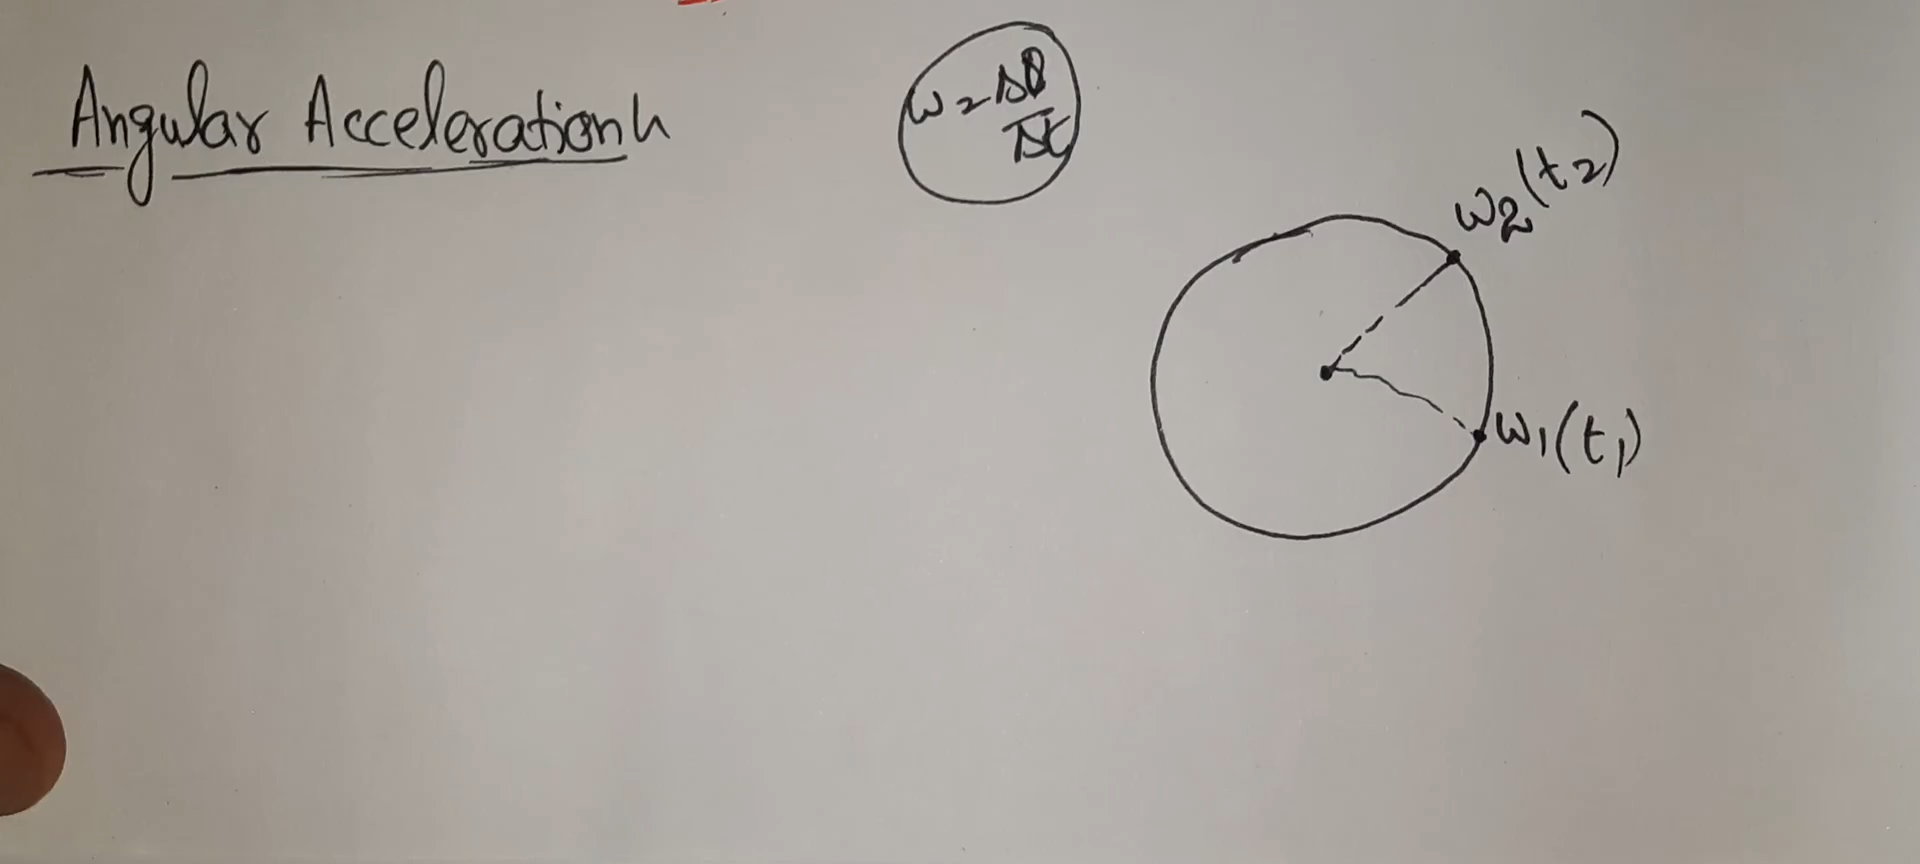 Angular Acceleration
ω = Δθ
Δt
ω2 (t2)
ω1 (t1)